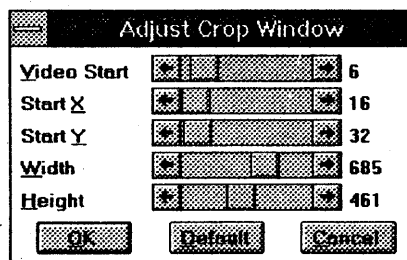 Adjust Crop Window
Video Start 6
Start X 16
Start Y 32
Width 685
Height 461
OK Default Cancel